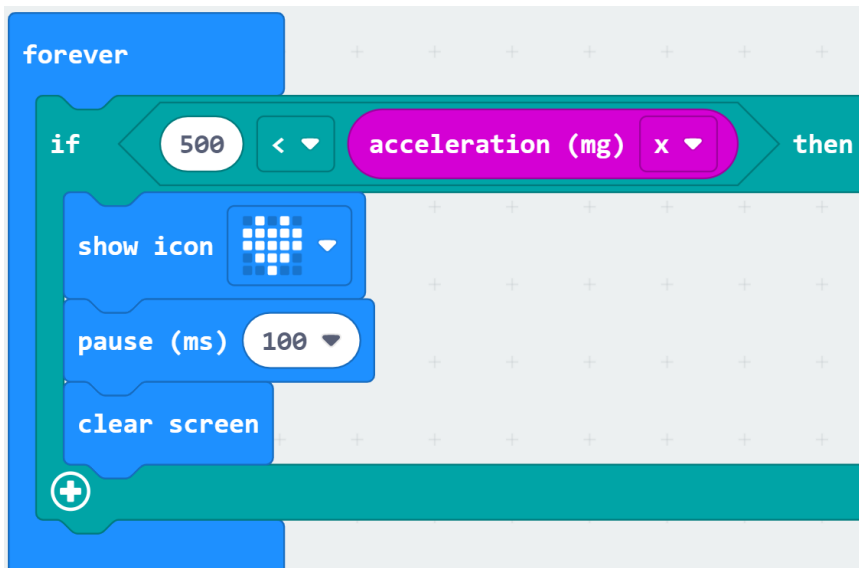 forever
if 500 < acceleration (mg) x then
show icon
pause (ms) 100
clear screen